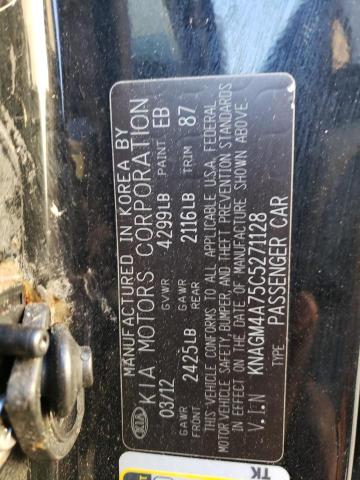 MANUFACTURED IN KOREA BY
KIA KIA MOTORS CORPORATION
03/12 GVWR 4299LB PAINT EB
GAWR FRONT 2425LB GAWR REAR 2116LB TRIM 87
THIS VEHICLE CONFORMS TO ALL APPLICABLE U.S.A. FEDERAL
MOTOR VEHICLE SAFETY, BUMPER, AND THEFT PREVENTION STANDARDS
IN EFFECT ON THE DATE OF MANUFACTURE SHOWN ABOVE.
V.I.N KNAGM4A75C5271128
TYPE PASSENGER CAR
TK